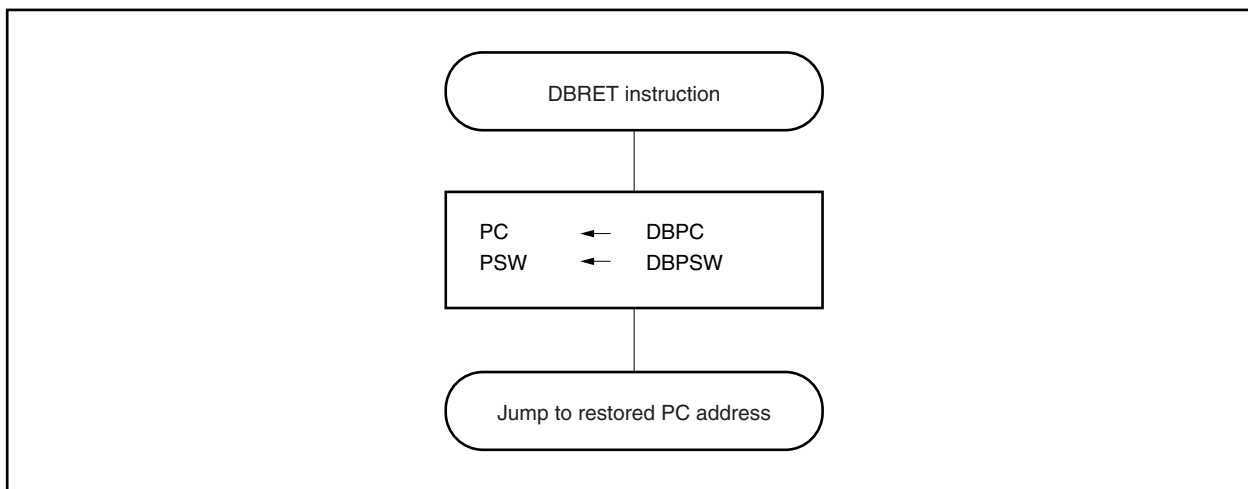 DBRET instruction
PC ← DBPC
PSW ← DBPSW
Jump to restored PC address